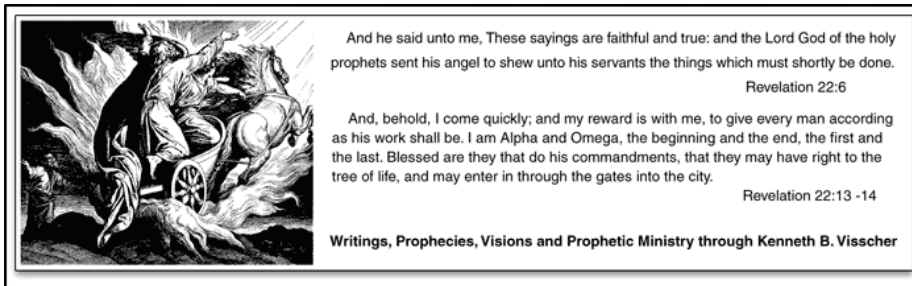 And he said unto me, These sayings are faithful and true: and the Lord God of the holy
prophets sent his angel to shew unto his servants the things which must shortly be done.
Revelation 22:6
And, behold, I come quickly; and my reward is with me, to give every man according
as his work shall be. I am Alpha and Omega, the beginning and the end, the first and
the last. Blessed are they that do his commandments, that they may have right to the
tree of life, and may enter in through the gates into the city.
Revelation 22:13 -14
Writings, Prophecies, Visions and Prophetic Ministry through Kenneth B. Visscher